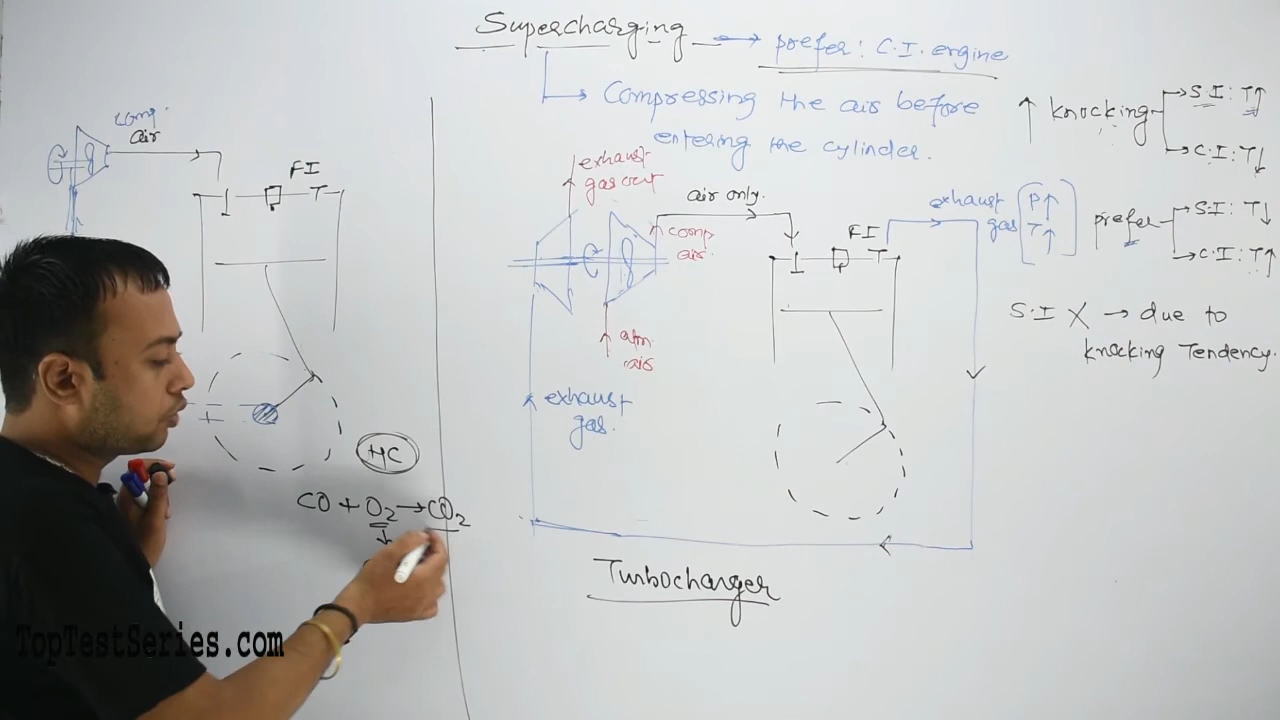 Supercharging → prefer: C.I. engine
Compressing the air before
entering the cylinder.
comp
air
FI
HC
CO + O2 → CO2
exhaust
gas out
air only.
comp
air.
atm.
air
exhaust
gas.
FI
exhaust
gas
P↑
T↑
Turbocharger
↑ knocking
S.I: T↑
C.I: T↓
prefer
S.I: T↓
C.I: T↑
S.I X → due to
knocking Tendency.
TopTestSeries.com